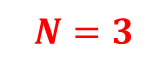 N = 3